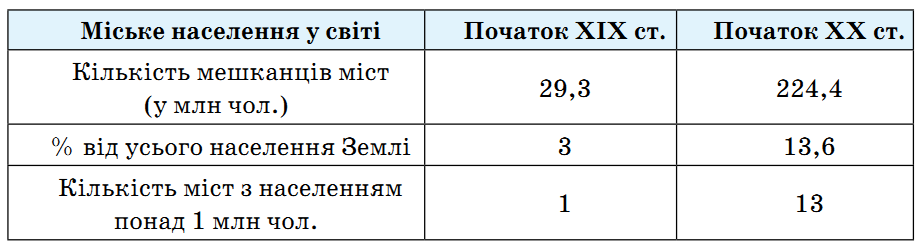 Міське населення у світі Початок XIX ст. Початок XX ст.
Кількість мешканців міст
(у млн чол.) 29,3 224,4
% від усього населення Землі 3 13,6
Кількість міст з населенням
понад 1 млн чол. 1 13